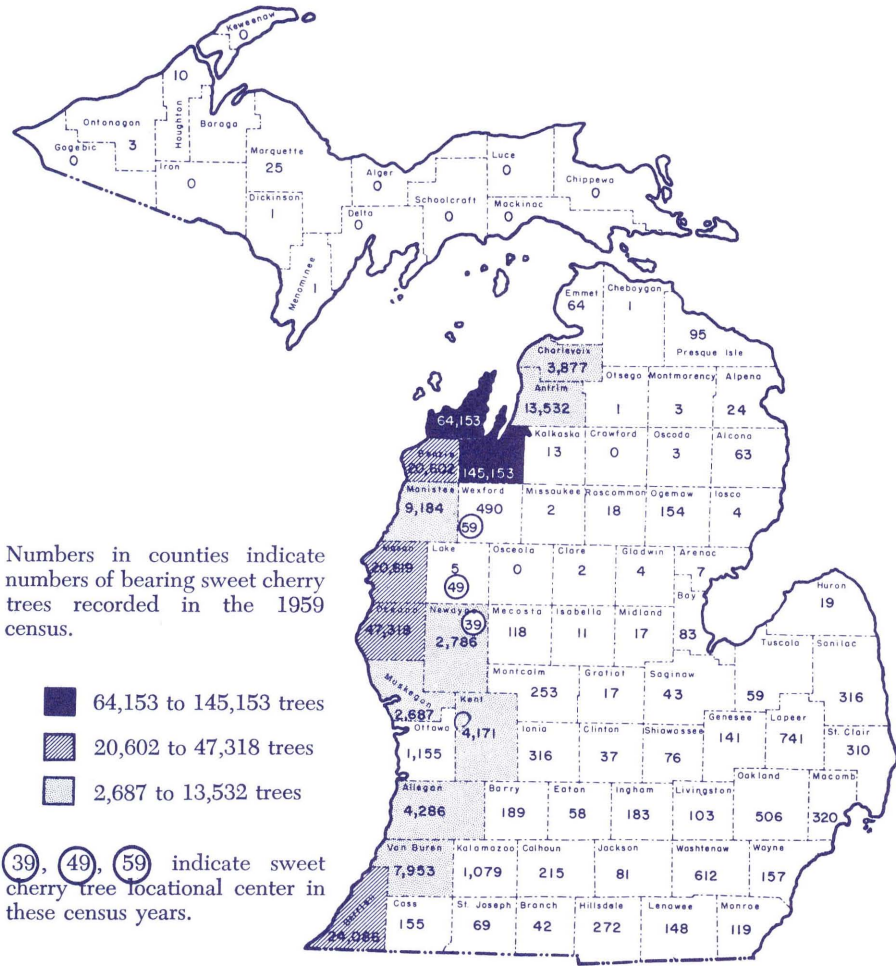 Keweenaw
0
10
Houghton
Ontonagon
3
Baraga
Gogebic
0
Iron
0
Marquette
25
Dickinson
1
Menominee
1
Alger
0
Delta
0
Schoolcraft
0
Luce
0
Mackinac
0
Chippewa
0
Emmet
64
Cheboygan
1
95
Presque Isle
Charlevoix
3,877
Antrim
13,532
Otsego
1
Montmorency
3
Alpena
24
64,153
Benzie
20,602
145,153
Kalkaska
13
Crawford
0
Oscoda
3
Alcona
63
Manistee
9,184
Wexford
490
59
Missaukee
2
Roscommon
18
Ogemaw
154
Iosco
4
Numbers in counties indicate
numbers of bearing sweet cherry
trees recorded in the 1959
census.
Mason
20,619
Lake
5
49
Osceola
0
Clare
2
Gladwin
4
Arenac
7
Oceana
47,318
Newaygo
39
2,786
Mecosta
118
Isabella
11
Midland
17
Bay
83
Huron
19
Tuscola
59
Sanilac
316
64,153 to 145,153 trees
20,602 to 47,318 trees
2,687 to 13,532 trees
Muskegon
2,687
Kent
4,171
Montcalm
253
Gratiot
17
Saginaw
43
Ottawa
1,155
Ionia
316
Clinton
37
Shiawassee
76
Genesee
141
Lapeer
741
St. Clair
310
Allegan
4,286
Barry
189
Eaton
58
Ingham
183
Livingston
103
Oakland
506
Macomb
320
39, 49, 59 indicate sweet
cherry tree locational center in
these census years.
Van Buren
7,953
Kalamazoo
1,079
Calhoun
215
Jackson
81
Washtenaw
612
Wayne
157
Berrien
24,086
Cass
155
St. Joseph
69
Branch
42
Hillsdale
272
Lenawee
148
Monroe
119